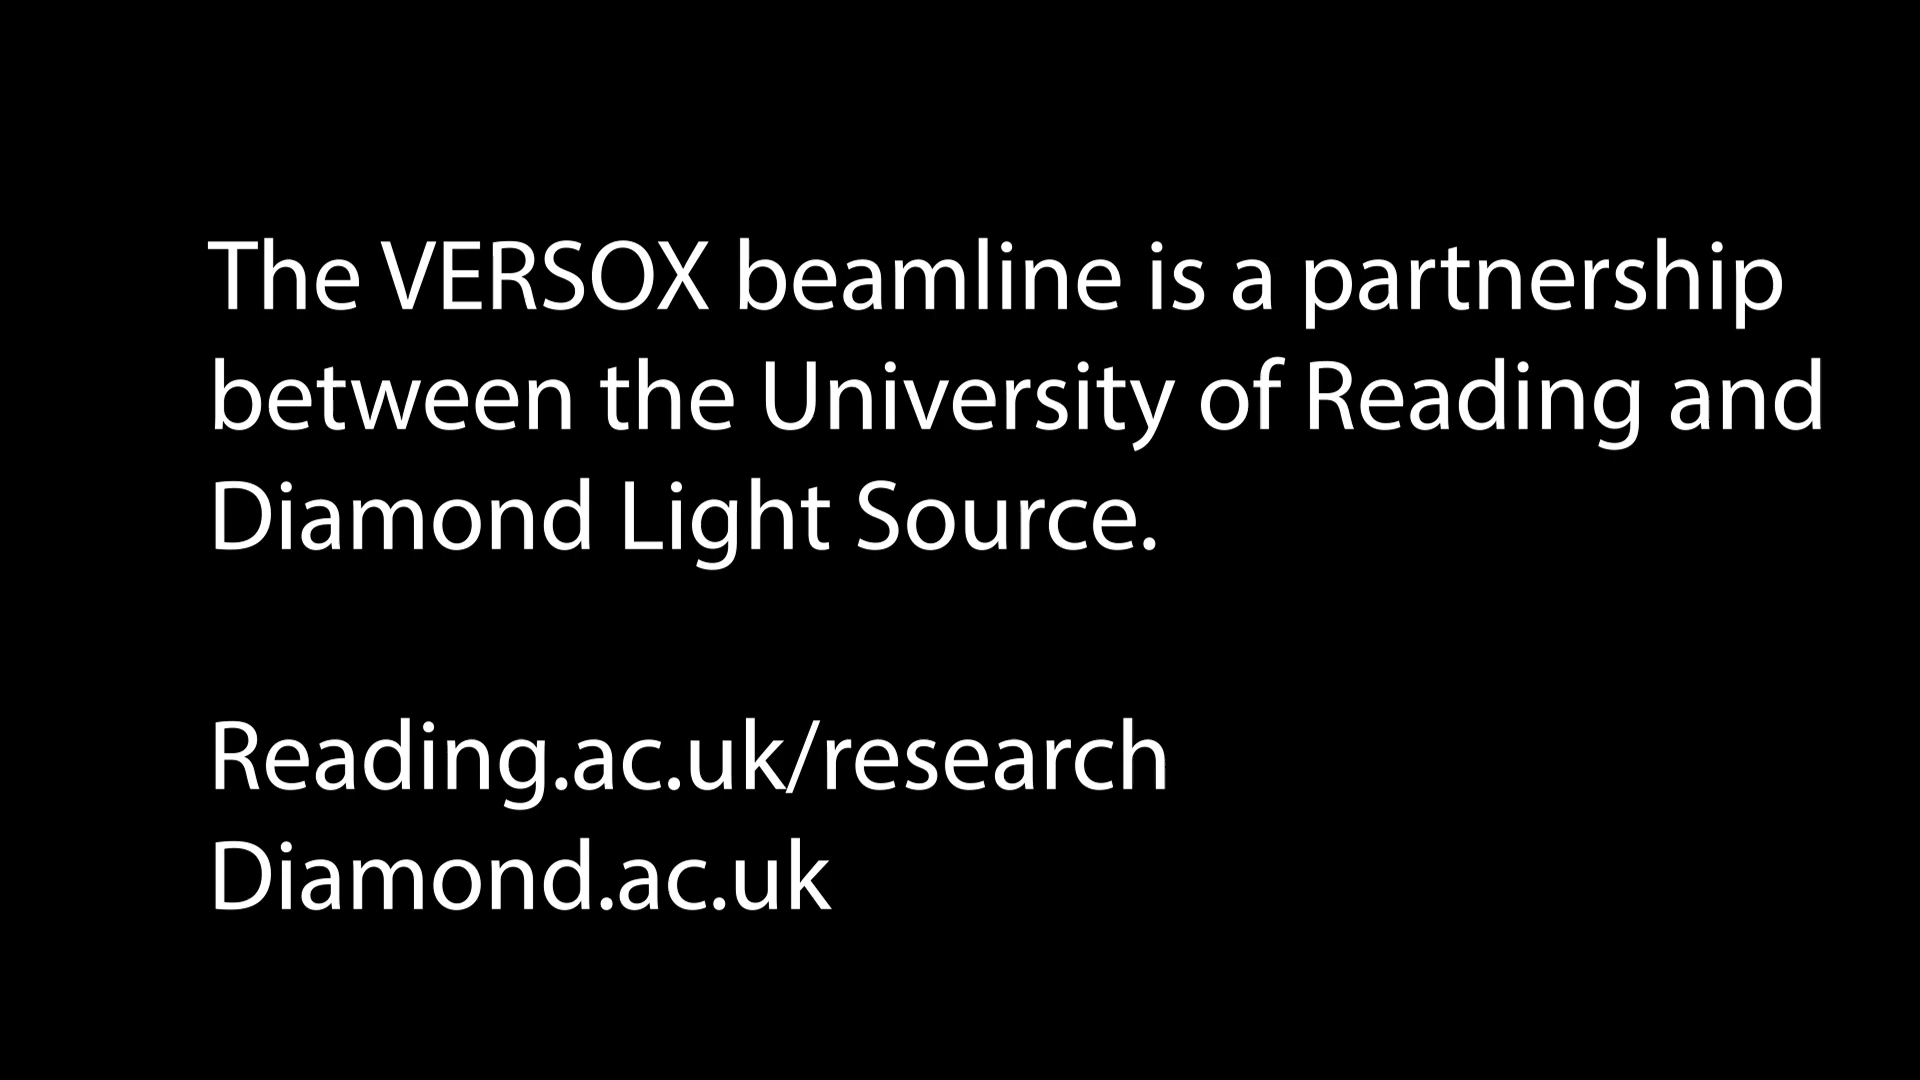 The VERSOX beamline is a partnership
between the University of Reading and
Diamond Light Source.
Reading.ac.uk/research
Diamond.ac.uk